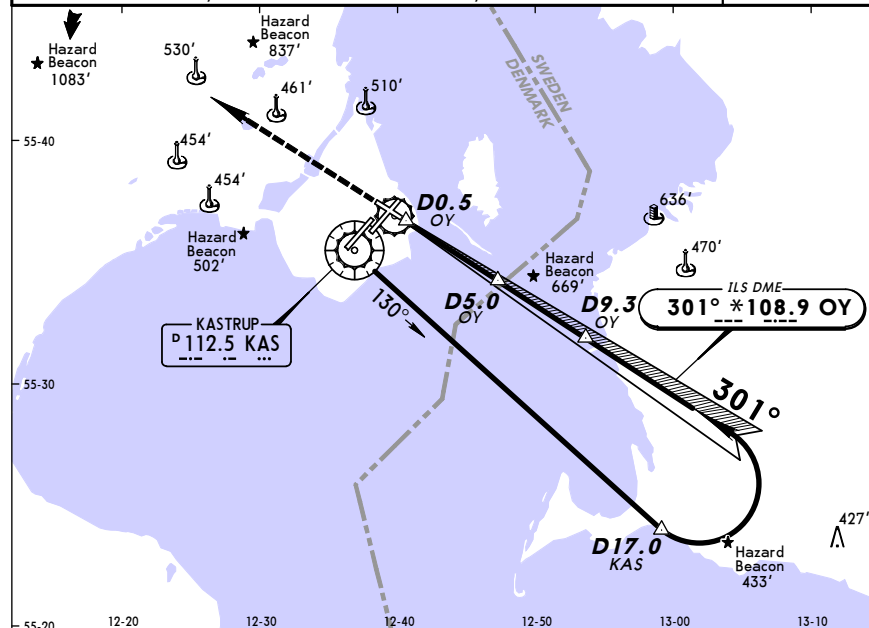 Hazard
Beacon
1083'
530'
Hazard
Beacon
837'
461'
510'
SWEDEN
DENMARK
55-40
454'
454'
Hazard
Beacon
502'
D0.5
OY
636'
470'
Hazard
Beacon
669'
D5.0
OY
D9.3
OY
ILS DME
301° *108.9 OY
KASTRUP
D 112.5 KAS
130°
301°
55-30
D17.0
KAS
Hazard
Beacon
433'
427'
55-20
12-20
12-30
12-40
12-50
13-00
13-10